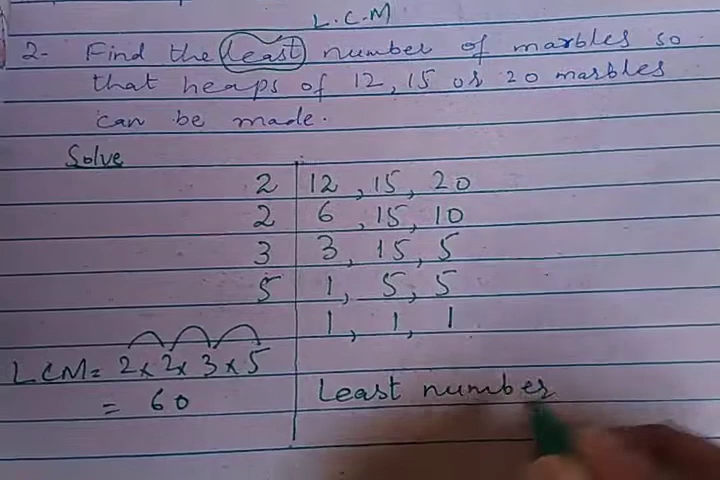 L.C.M
2- Find the least number of marbles so
that heaps of 12, 15 or 20 marbles
can be made.
Solve
2 | 12, 15, 20
2 | 6, 15, 10
3 | 3, 15, 5
5 | 1, 5, 5
1, 1, 1
LCM = 2 x 2 x 3 x 5
= 60
Least number